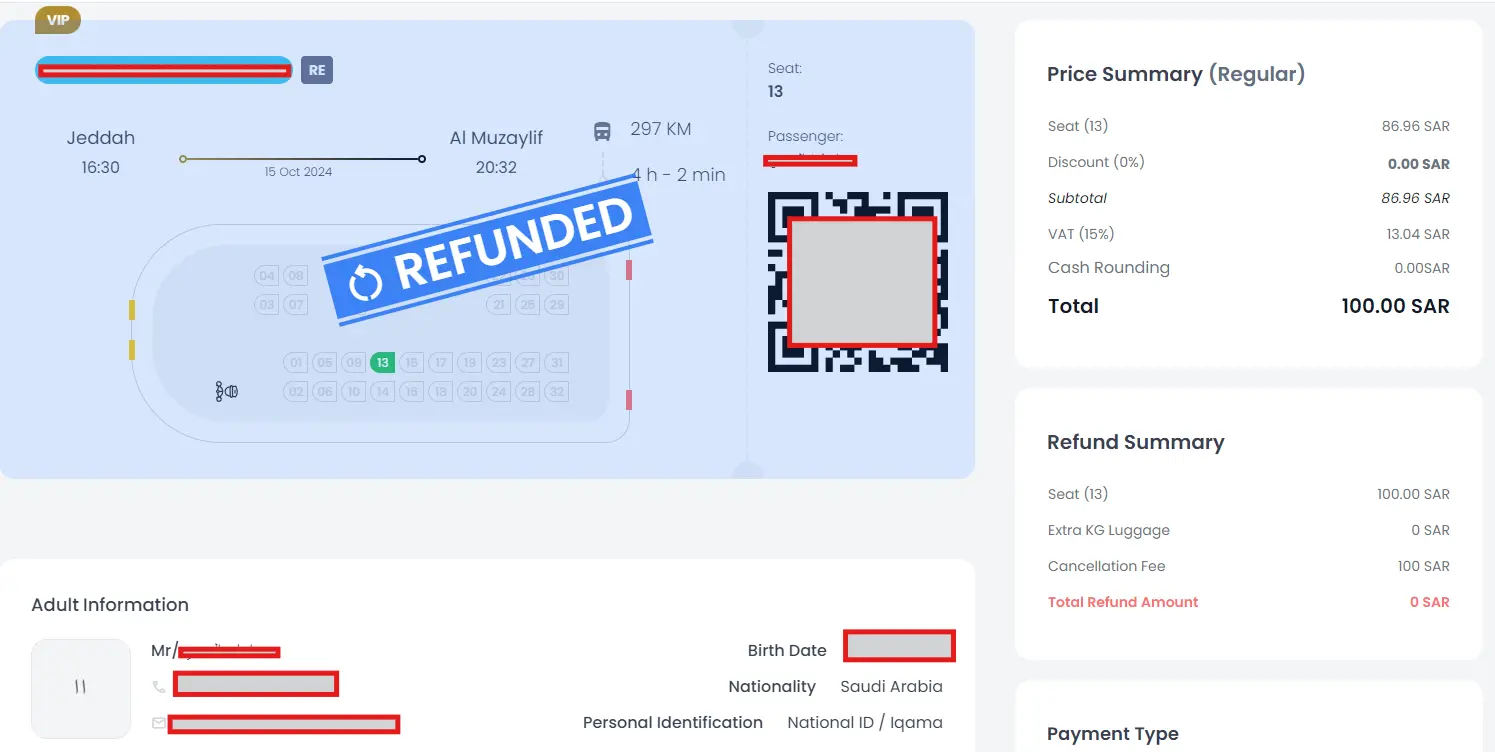 VIP
RE
Jeddah
16:30
15 Oct 2024
Al Muzaylif
20:32
297 KM
4 h - 2 min
REFUNDED
04 08 30
03 07 21 25 29
01 05 09 13 15 17 19 23 27 31
02 06 10 14 16 18 20 24 28 32
Seat:
13
Passenger:
Adult Information
Mr/
Birth Date
Nationality Saudi Arabia
Personal Identification National ID / Iqama
Price Summary (Regular)
Seat (13) 86.96 SAR
Discount (0%) 0.00 SAR
Subtotal 86.96 SAR
VAT (15%) 13.04 SAR
Cash Rounding 0.00SAR
Total 100.00 SAR
Refund Summary
Seat (13) 100.00 SAR
Extra KG Luggage 0 SAR
Cancellation Fee 100 SAR
Total Refund Amount 0 SAR
Payment Type